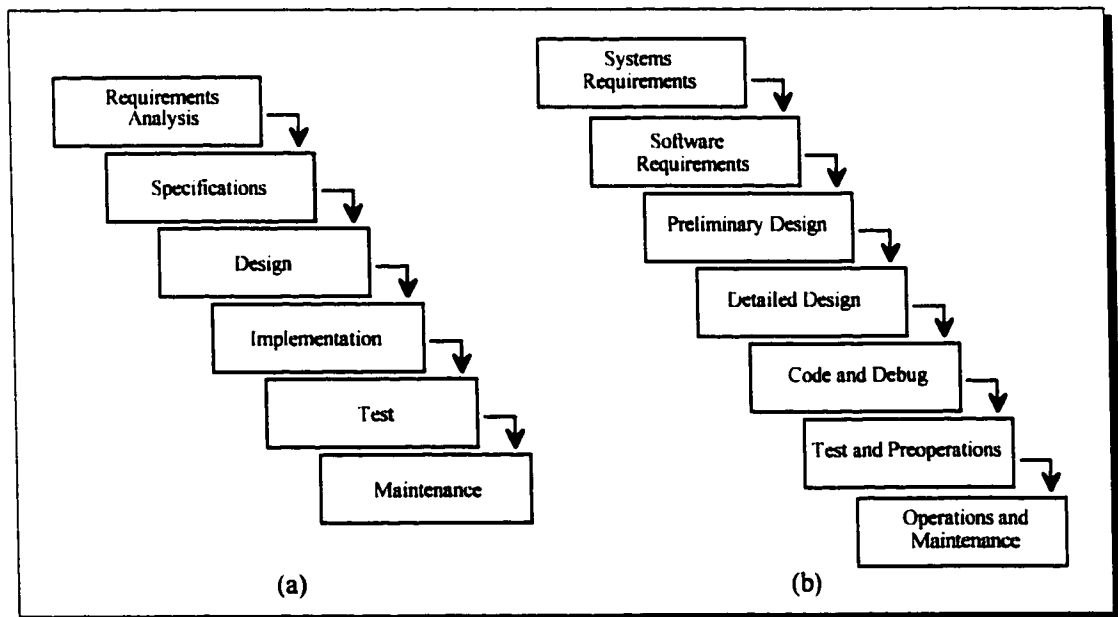 Requirements
Analysis
Specifications
Design
Implementation
Test
Maintenance
(a)
Systems
Requirements
Software
Requirements
Preliminary Design
Detailed Design
Code and Debug
Test and Preoperations
Operations and
Maintenance
(b)